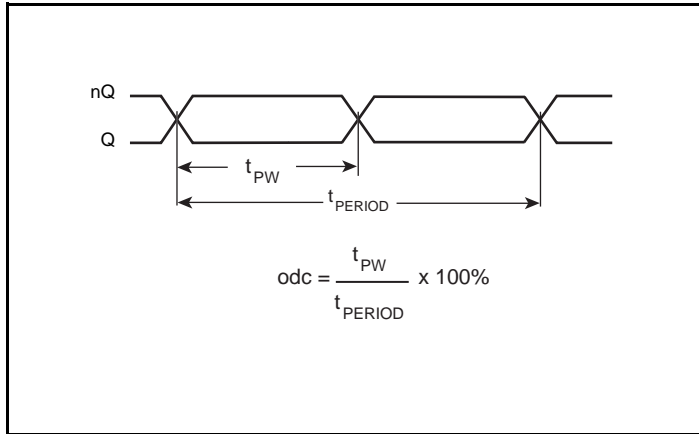 nQ
Q
tPW
tPERIOD
odc = tPW / tPERIOD x 100%